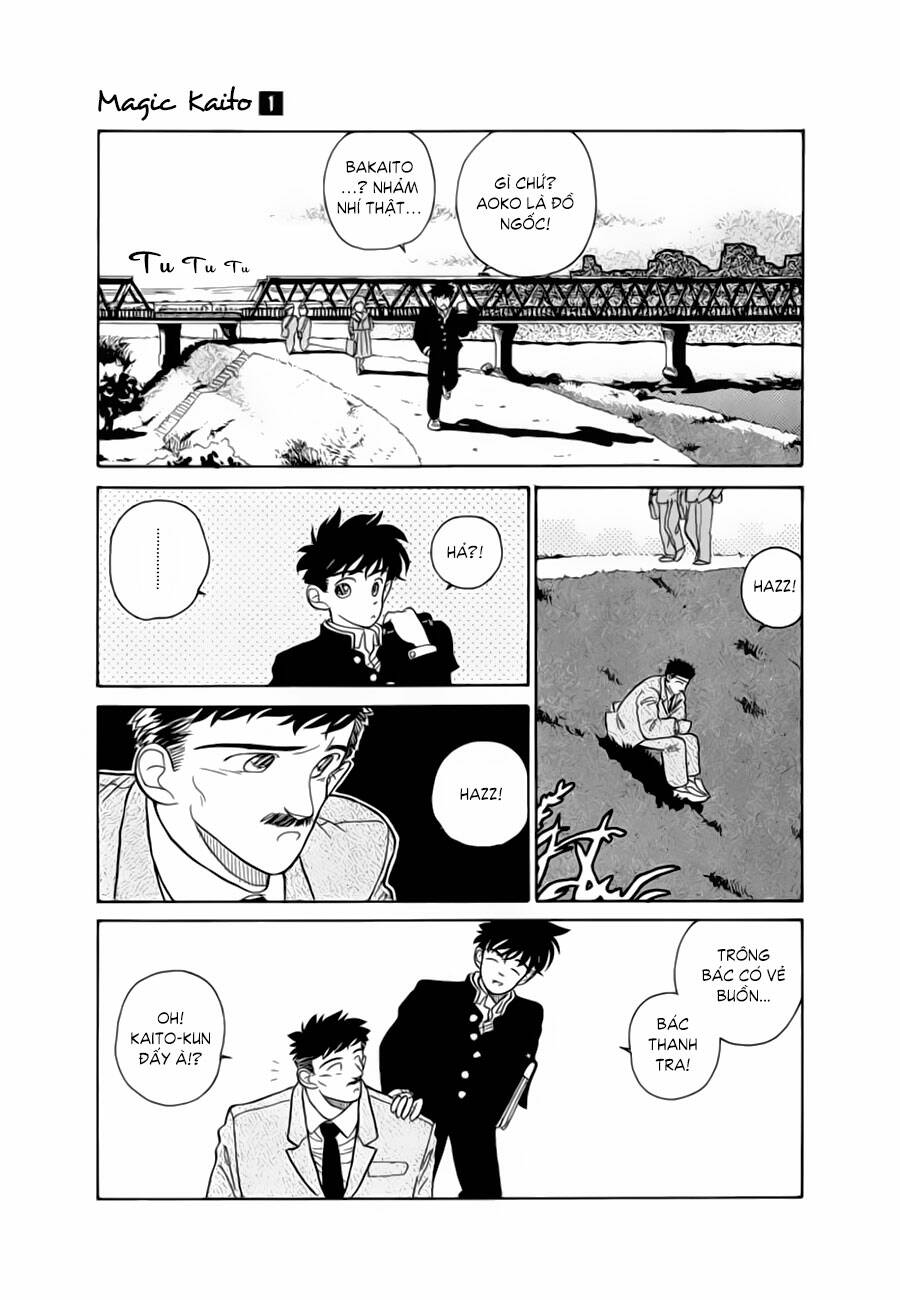 Magic Kaito 1
GÌ CHỨ?
AOKO LÀ ĐỒ
NGỐC!
BAKAITO
...? NHẢM
NHÍ THẬT...
Tu Tu Tu
HAZZ!
HẢ?!
...........
HAZZ!
TRÔNG
BÁC CÓ VẺ
BUỒN...
BÁC
THANH
TRA!
OH!
KAITO-KUN
ĐẤY À!?